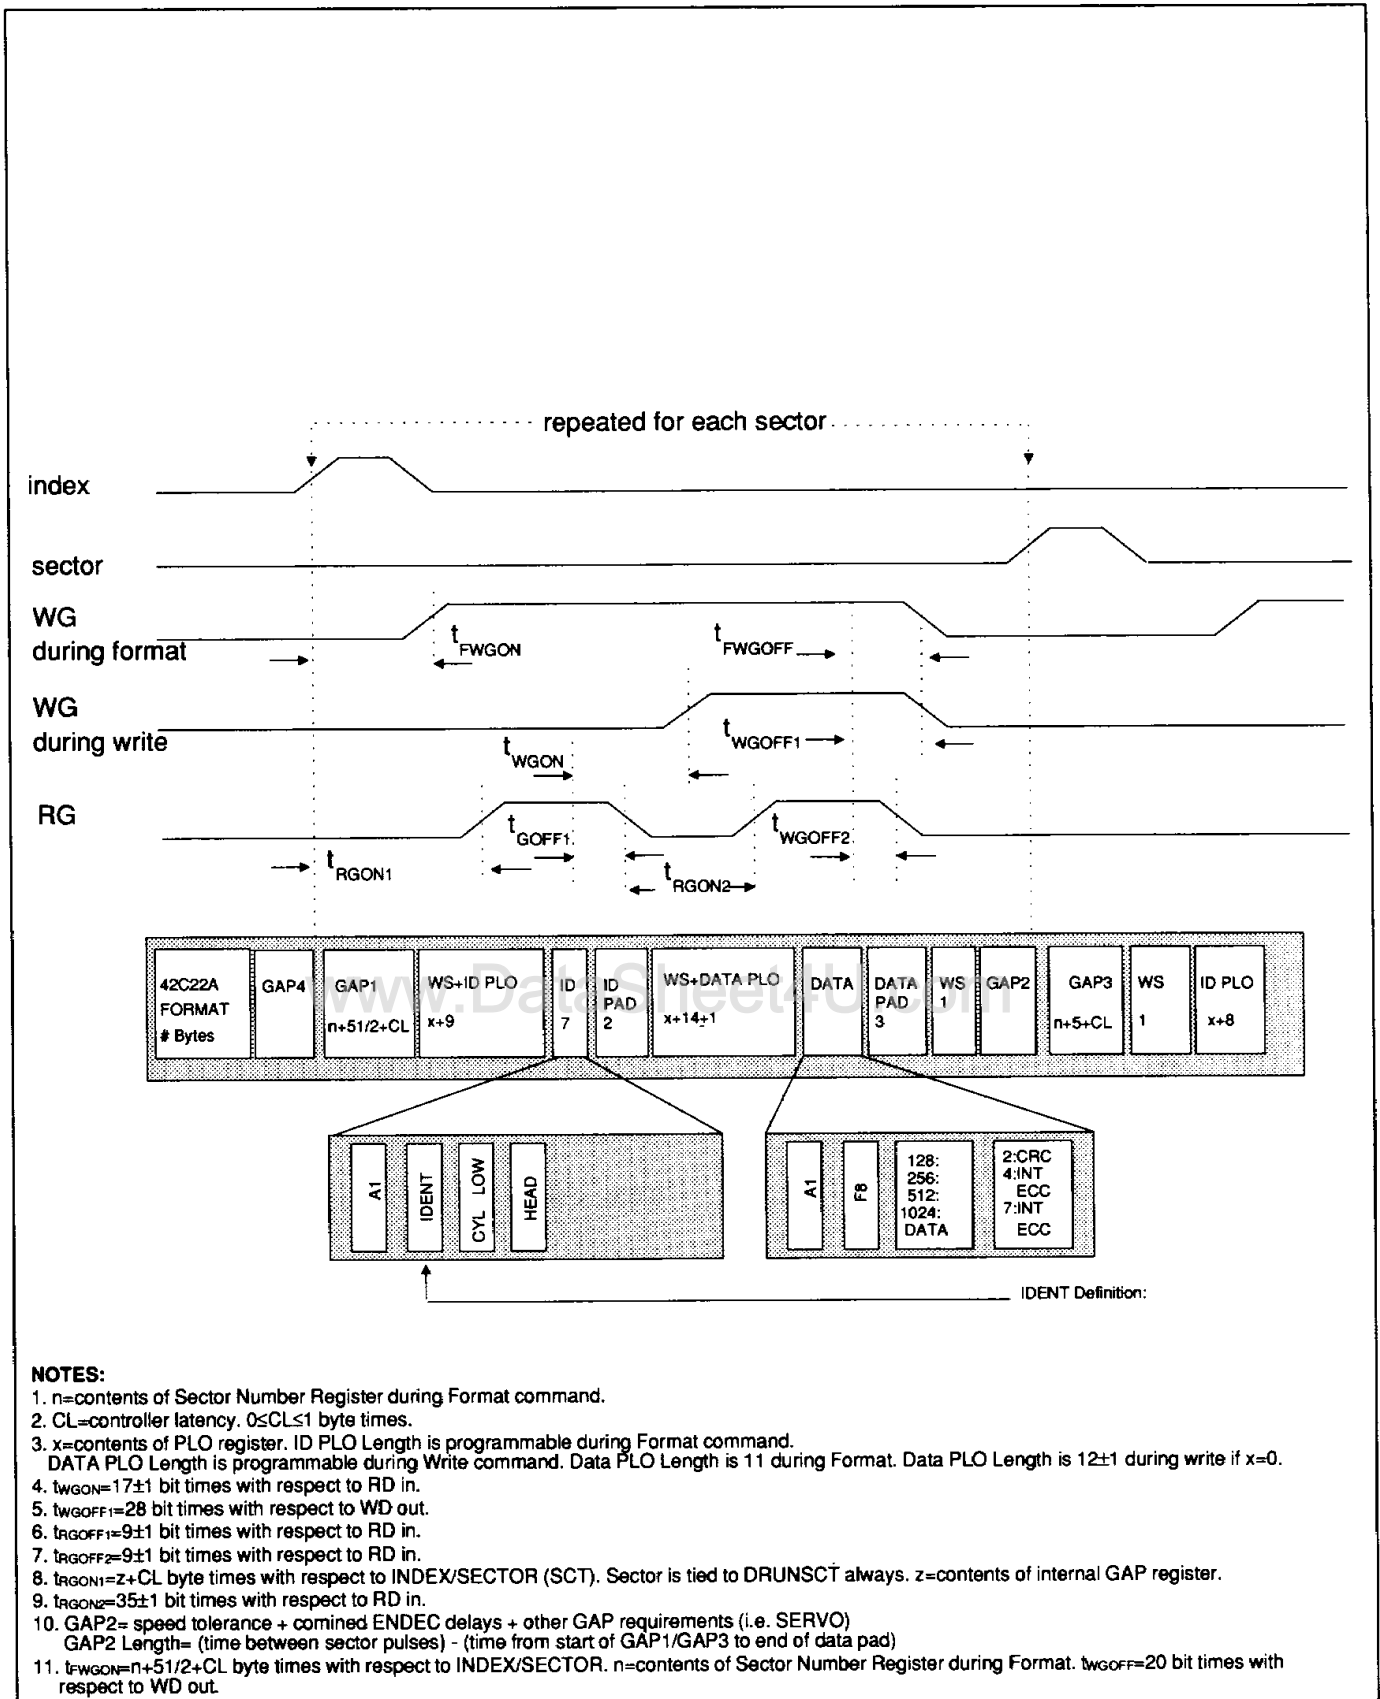 repeated for each sector
index
sector
WG
during format
tFWGON
tFWGOFF
WG
during write
tWGON
tWGOFF1
RG
tRGON1
tGOFF1
tRGON2
tWGOFF2
42C22A
FORMAT
# Bytes
GAP4
GAP1
n+51/2+CL
WS+ID PLO
x+9
ID
7
ID
PAD
2
WS+DATA PLO
x+14±1
DATA
DATA
PAD
3
WS
1
GAP2
GAP3
n+5+CL
WS
1
ID PLO
x+8
www.DataSheet4U.com
A1
IDENT
CYL LOW
HEAD
A1
F8
128:
256:
512:
1024:
DATA
2:CRC
4:INT
ECC
7:INT
ECC
IDENT Definition:
NOTES:
1. n=contents of Sector Number Register during Format command.
2. CL=controller latency. 0≤CL≤1 byte times.
3. x=contents of PLO register. ID PLO Length is programmable during Format command.
DATA PLO Length is programmable during Write command. Data PLO Length is 11 during Format. Data PLO Length is 12±1 during write if x=0.
4. tWGON=17±1 bit times with respect to RD in.
5. tWGOFF1=28 bit times with respect to WD out.
6. tRGOFF1=9±1 bit times with respect to RD in.
7. tRGOFF2=9±1 bit times with respect to RD in.
8. tRGON1=z+CL byte times with respect to INDEX/SECTOR (SCT). Sector is tied to DRUNSCT always. z=contents of internal GAP register.
9. tRGON2=35±1 bit times with respect to RD in.
10. GAP2= speed tolerance + comined ENDEC delays + other GAP requirements (i.e. SERVO)
GAP2 Length= (time between sector pulses) - (time from start of GAP1/GAP3 to end of data pad)
11. tFWGON=n+51/2+CL byte times with respect to INDEX/SECTOR. n=contents of Sector Number Register during Format. tWGOFF=20 bit times with
respect to WD out.